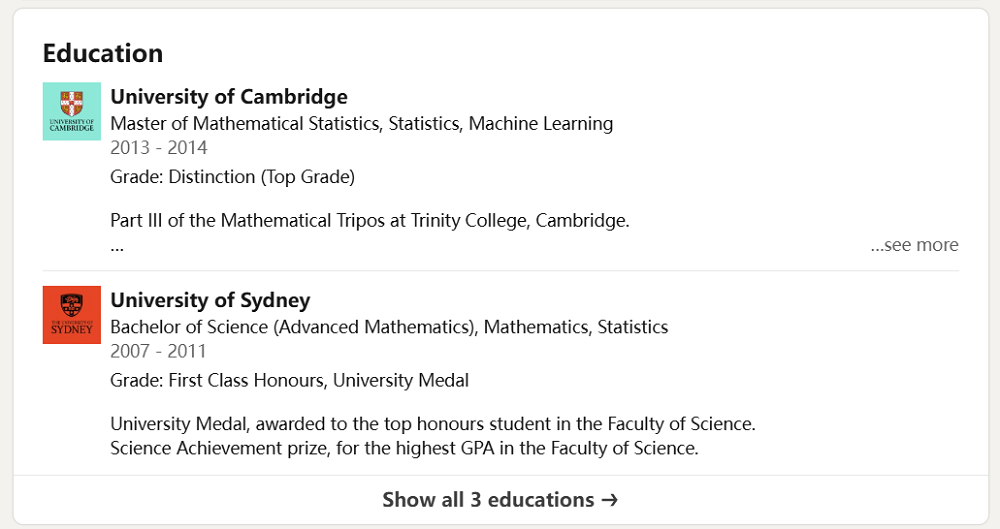 Education
UNIVERSITY OF
CAMBRIDGE
University of Cambridge
Master of Mathematical Statistics, Statistics, Machine Learning
2013 - 2014
Grade: Distinction (Top Grade)
Part III of the Mathematical Tripos at Trinity College, Cambridge.
...
...see more
THE UNIVERSITY OF
SYDNEY
University of Sydney
Bachelor of Science (Advanced Mathematics), Mathematics, Statistics
2007 - 2011
Grade: First Class Honours, University Medal
University Medal, awarded to the top honours student in the Faculty of Science.
Science Achievement prize, for the highest GPA in the Faculty of Science.
Show all 3 educations →